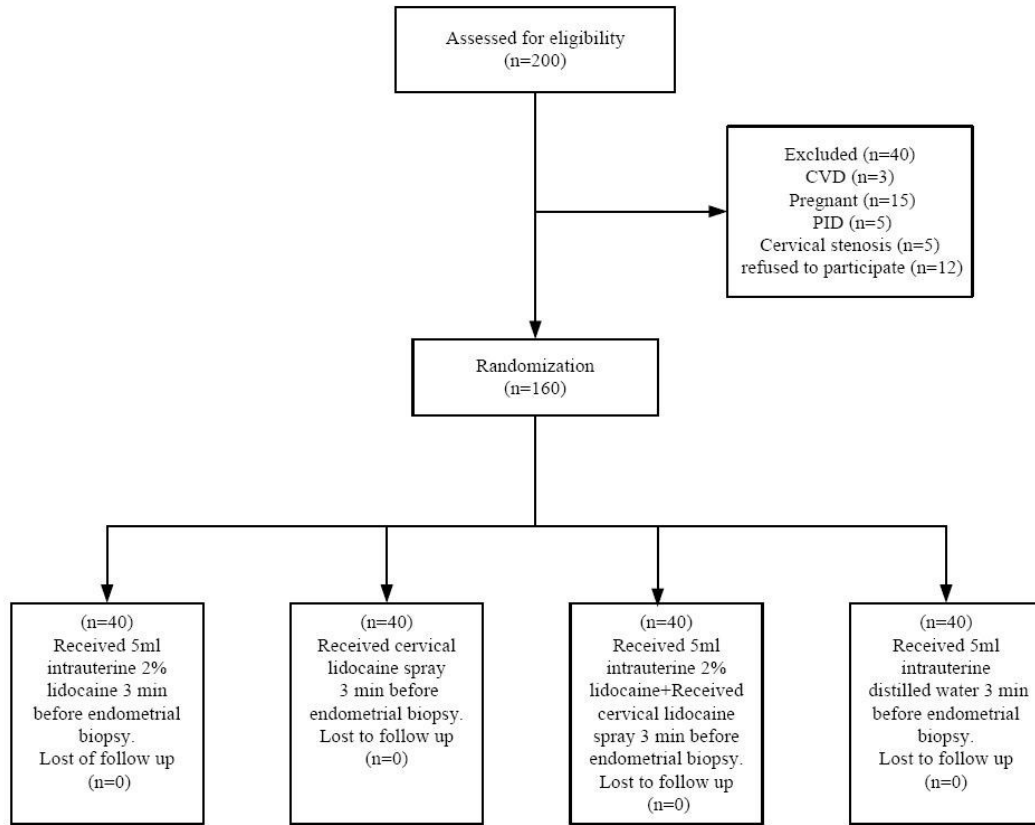 Assessed for eligibility
(n=200)
Excluded (n=40)
CVD (n=3)
Pregnant (n=15)
PID (n=5)
Cervical stenosis (n=5)
refused to participate (n=12)
Randomization
(n=160)
(n=40)
Received 5ml
intrauterine 2%
lidocaine 3 min
before endometrial
biopsy.
Lost of follow up
(n=0)
(n=40)
Received cervical
lidocaine spray
3 min before
endometrial biopsy.
Lost to follow up
(n=0)
(n=40)
Received 5ml
intrauterine 2%
lidocaine+Received
cervical lidocaine
spray 3 min before
endometrial biopsy.
Lost to follow up
(n=0)
(n=40)
Received 5ml
intrauterine
distilled water 3 min
before endometrial
biopsy.
Lost to follow up
(n=0)